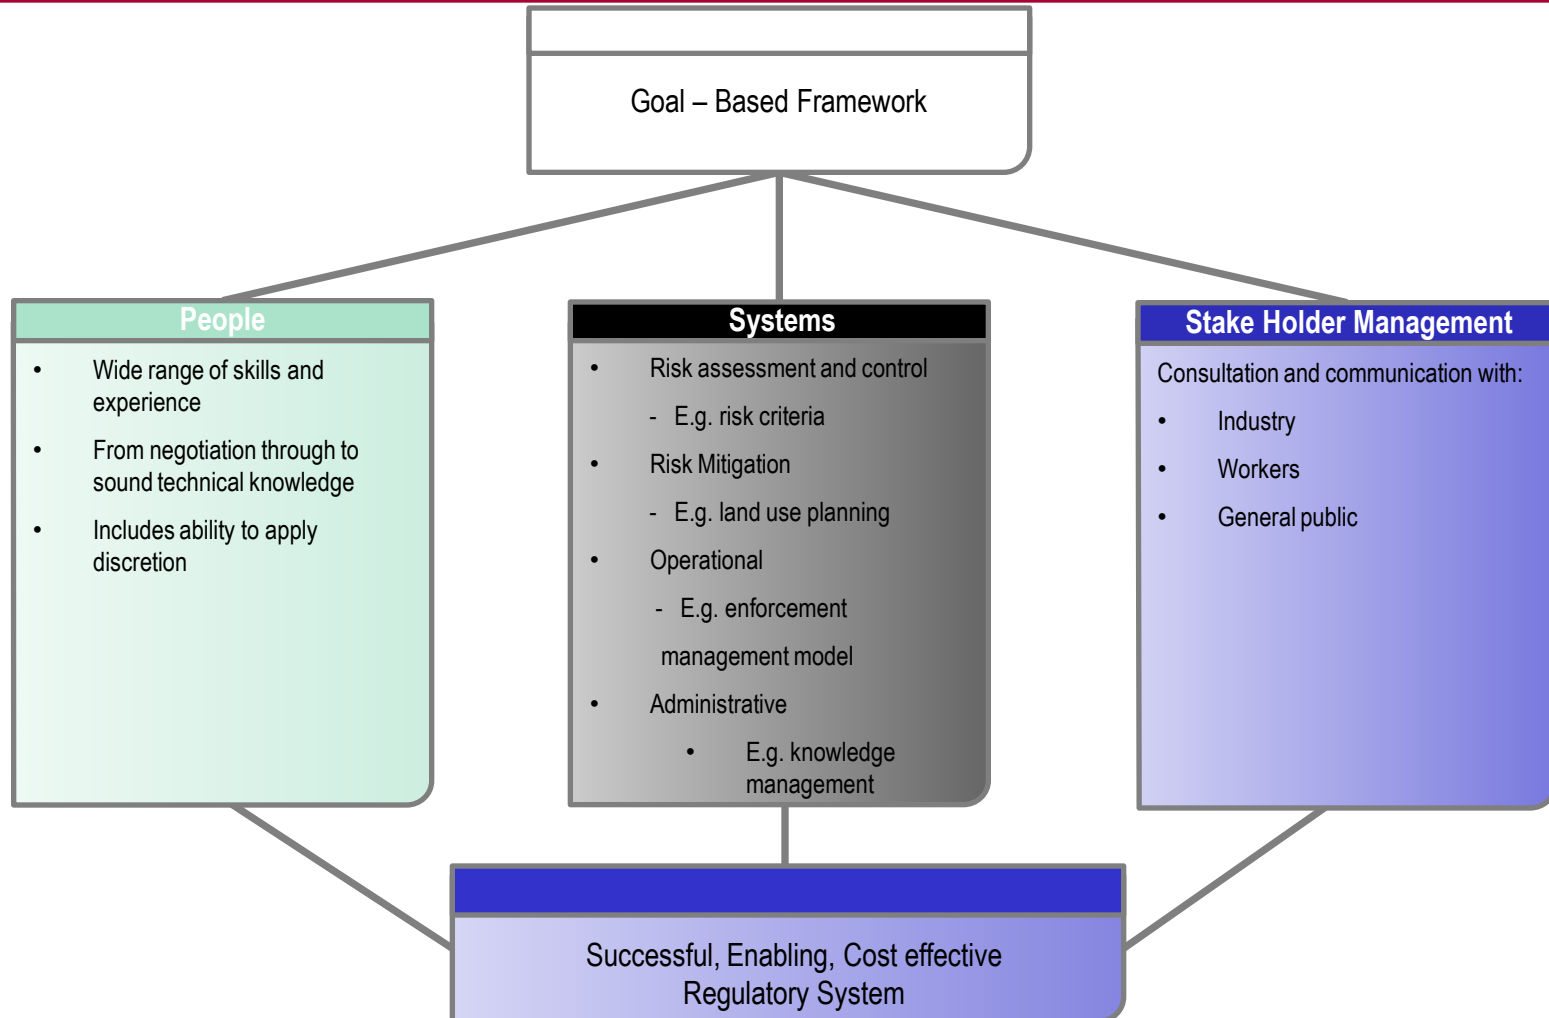 Goal – Based Framework
People
• Wide range of skills and
experience
• From negotiation through to
sound technical knowledge
• Includes ability to apply
discretion
Systems
• Risk assessment and control
- E.g. risk criteria
• Risk Mitigation
- E.g. land use planning
• Operational
- E.g. enforcement
management model
• Administrative
• E.g. knowledge
management
Stake Holder Management
Consultation and communication with:
• Industry
• Workers
• General public
Successful, Enabling, Cost effective
Regulatory System